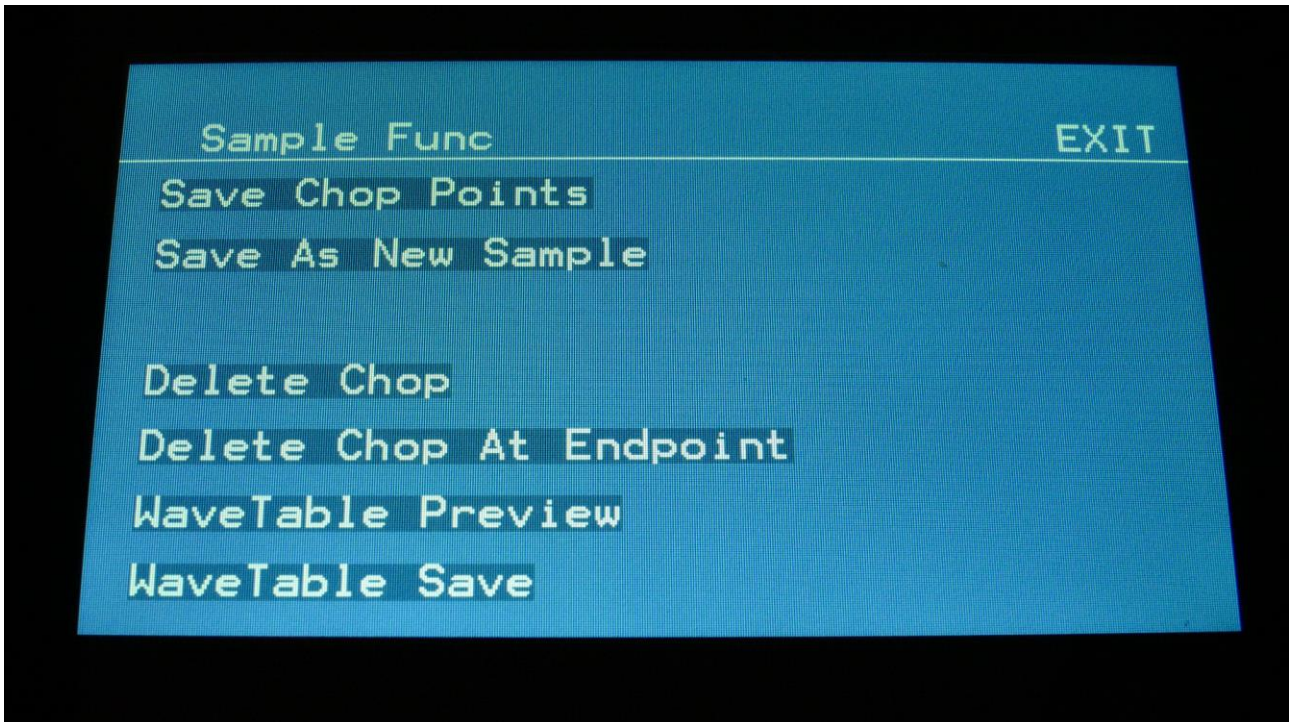 Sample Func EXIT
Save Chop Points
Save As New Sample
Delete Chop
Delete Chop At Endpoint
WaveTable Preview
WaveTable Save